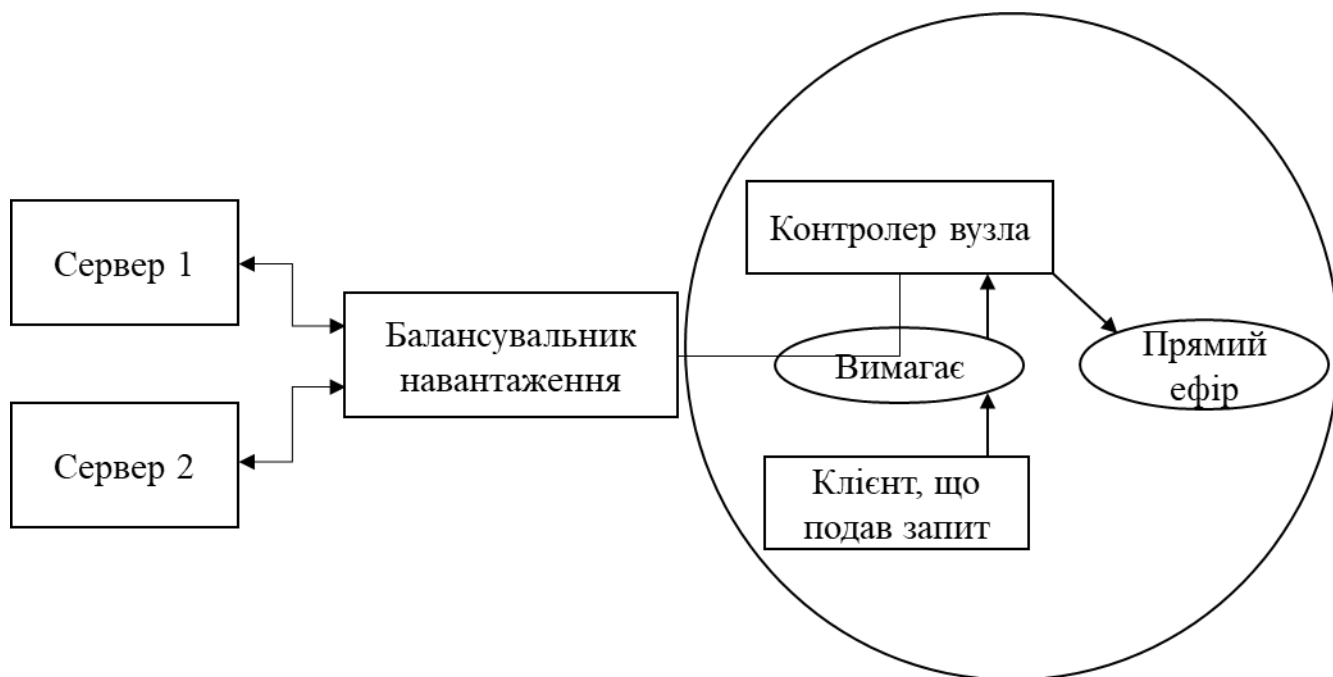 Сервер 1
Сервер 2
Балансувальник
навантаження
Контролер вузла
Вимагає
Прямий
ефір
Клієнт, що
подав запит